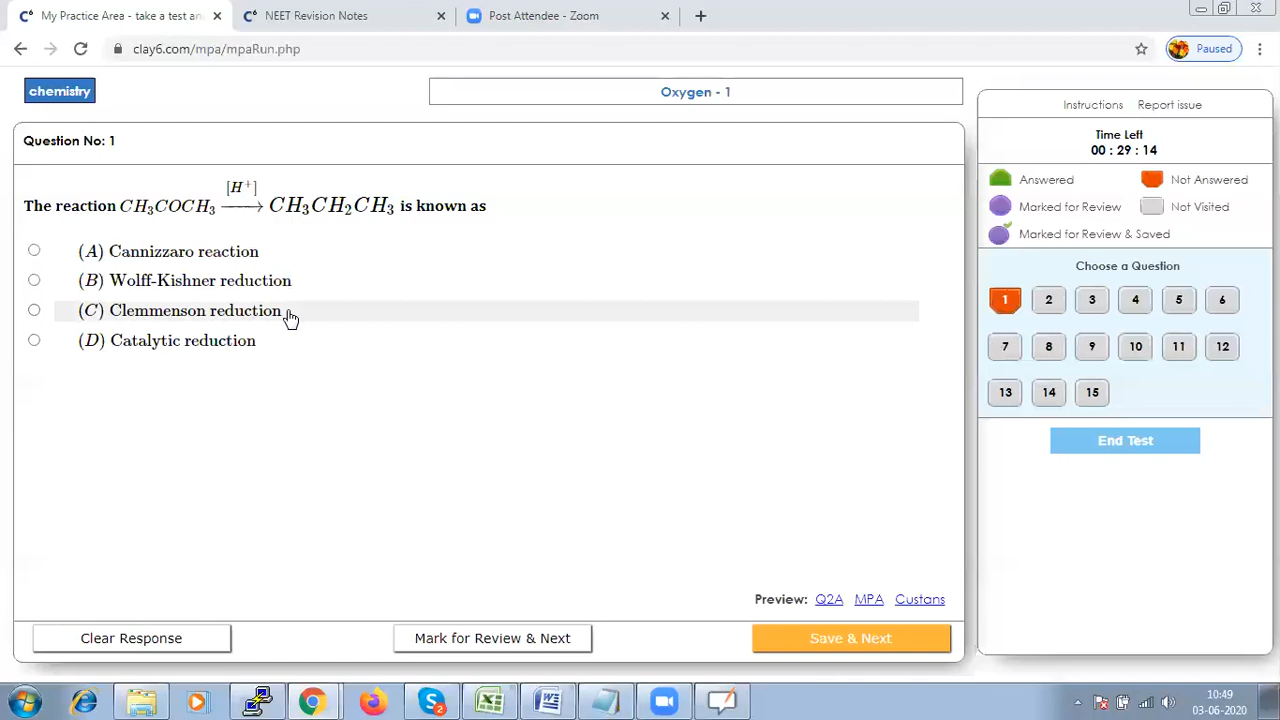 My Practice Area - take a test an
NEET Revision Notes
Post Attendee - Zoom
clay6.com/mpa/mpaRun.php
Paused
chemistry
Oxygen - 1
Instructions Report issue
Question No: 1
Time Left
00 : 29 : 14
Answered Not Answered
Marked for Review Not Visited
Marked for Review & Saved
[H⁺]
The reaction CH₃COCH₃ ⟶ CH₃CH₂CH₃ is known as
(A) Cannizzaro reaction
(B) Wolff-Kishner reduction
(C) Clemmenson reduction
(D) Catalytic reduction
Choose a Question
1 2 3 4 5 6
7 8 9 10 11 12
13 14 15
End Test
Preview: Q2A MPA Custans
Clear Response Mark for Review & Next Save & Next
2
10:49
03-06-2020